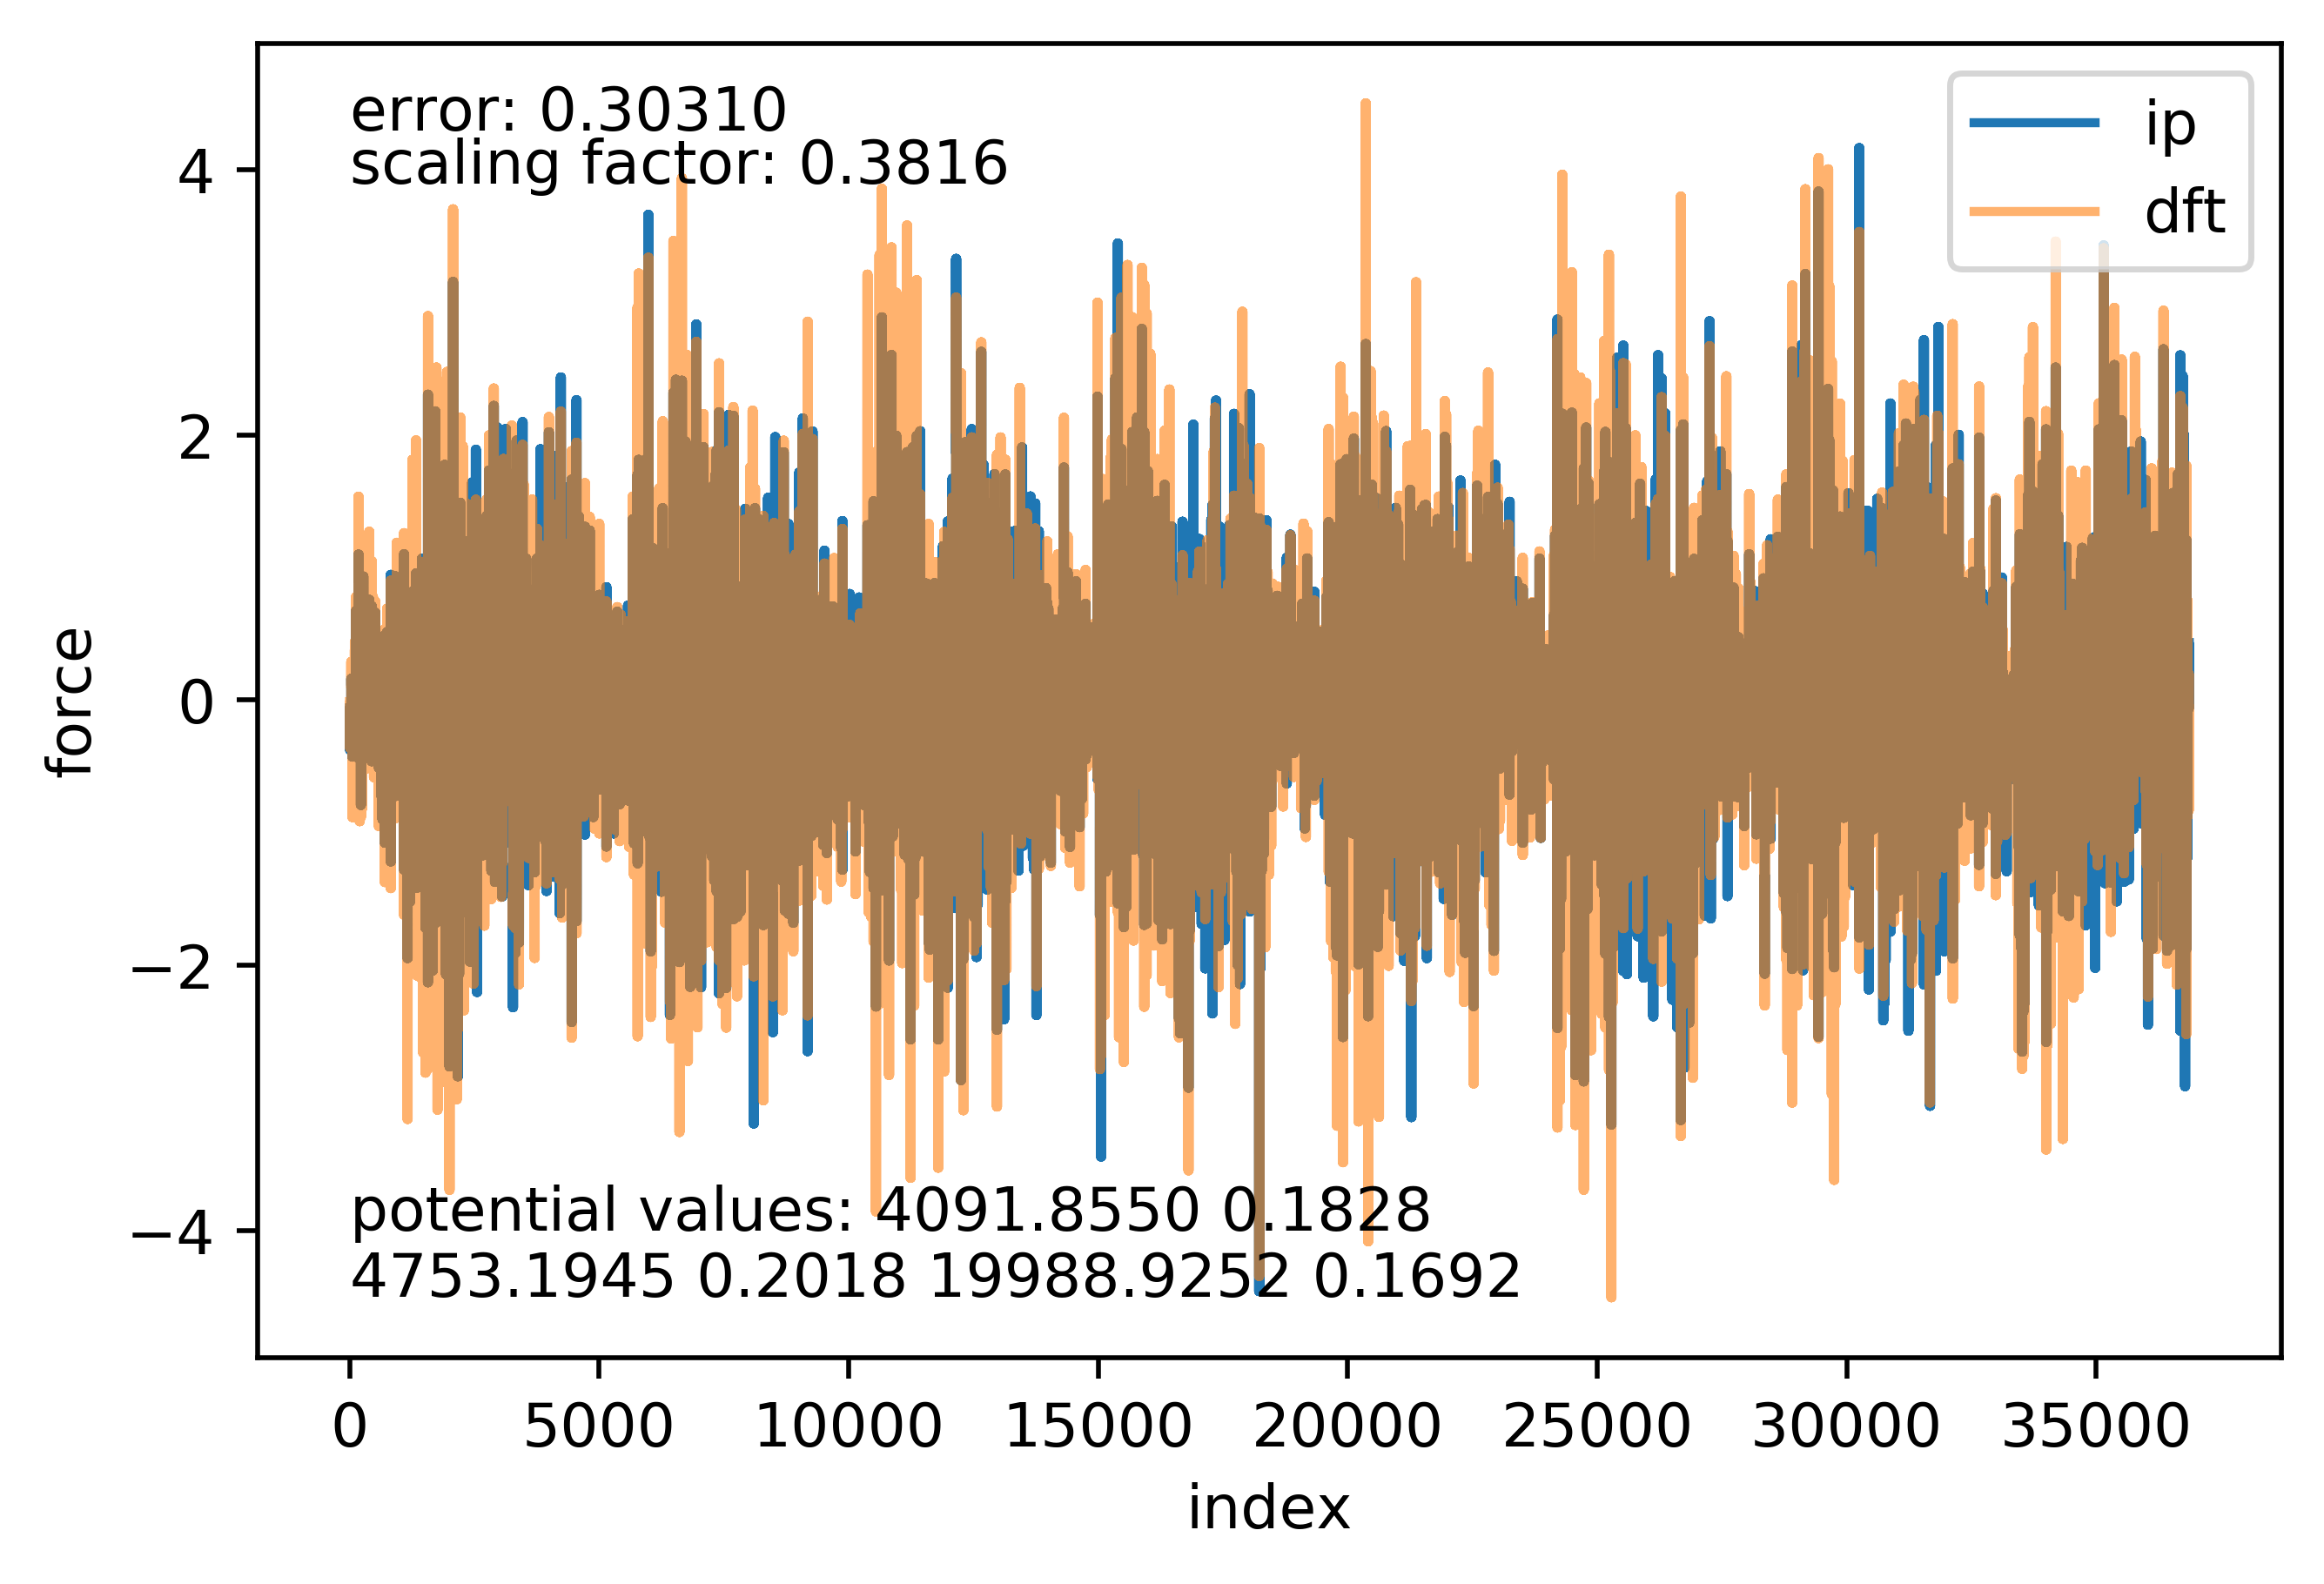 error: 0.30310
scaling factor: 0.3816
ip
dft
4
2
0
−2
−4
force
potential values: 4091.8550 0.1828
4753.1945 0.2018 19988.9252 0.1692
0 5000 10000 15000 20000 25000 30000 35000
index